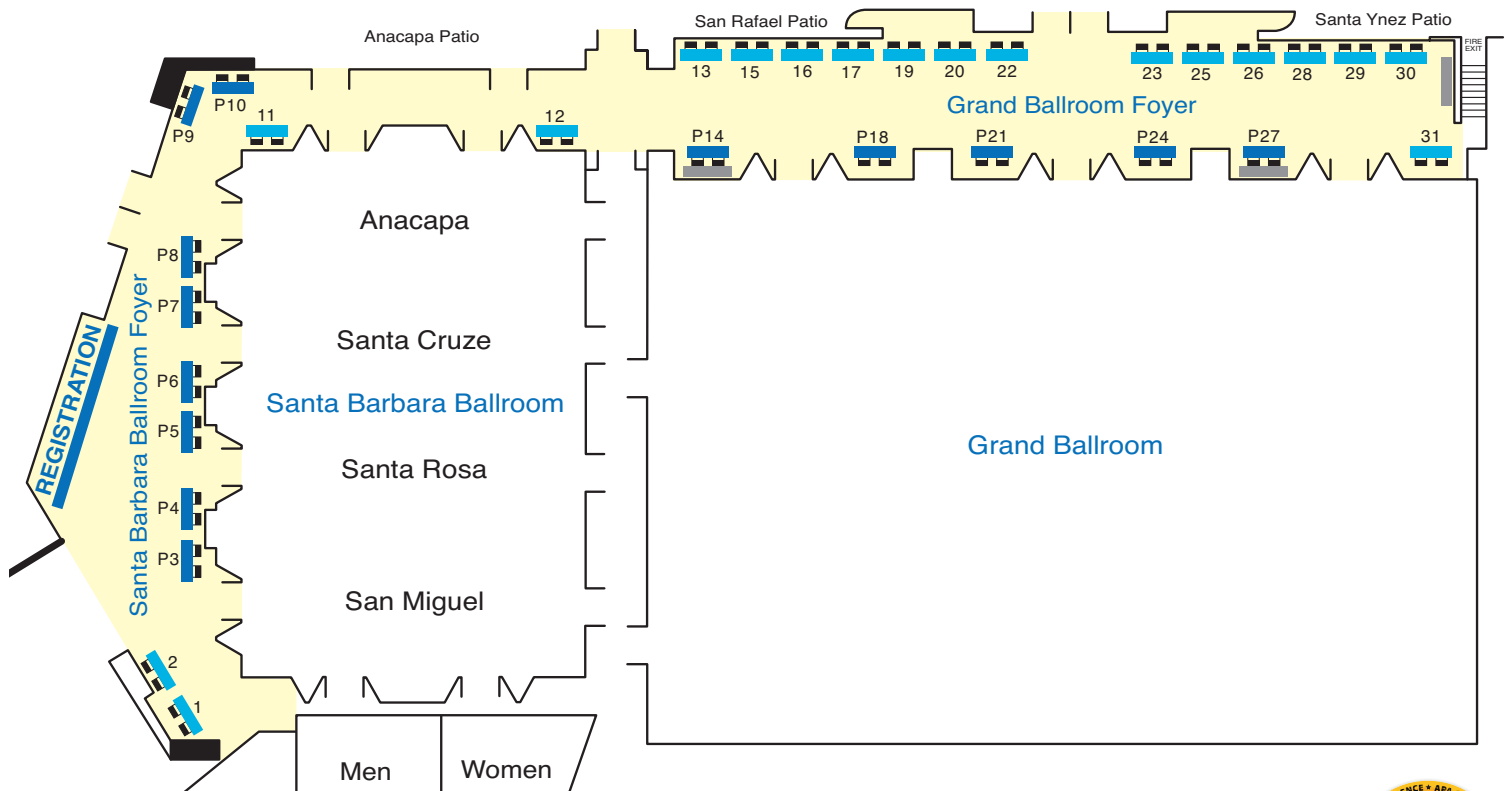 San Rafael Patio
Santa Ynez Patio
Anacapa Patio
FIRE
EXIT
13
15
16
17
19
20
22
23
25
26
28
29
30
P10
P9
11
12
Grand Ballroom Foyer
P14
P18
P21
P24
P27
31
Anacapa
P8
P7
Santa Cruze
REGISTRATION
Santa Barbara Ballroom Foyer
P6
Santa Barbara Ballroom
P5
Grand Ballroom
Santa Rosa
P4
P3
San Miguel
2
1
Men
Women